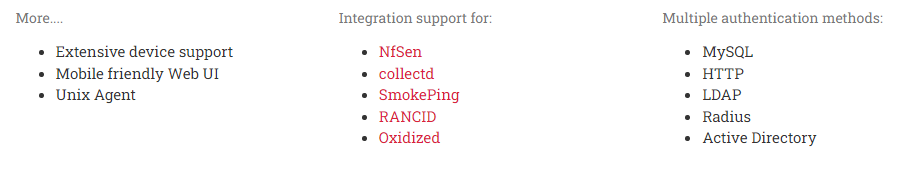 More....
Extensive device support
Mobile friendly Web UI
Unix Agent
Integration support for:
NfSen
collectd
SmokePing
RANCID
Oxidized
Multiple authentication methods:
MySQL
HTTP
LDAP
Radius
Active Directory